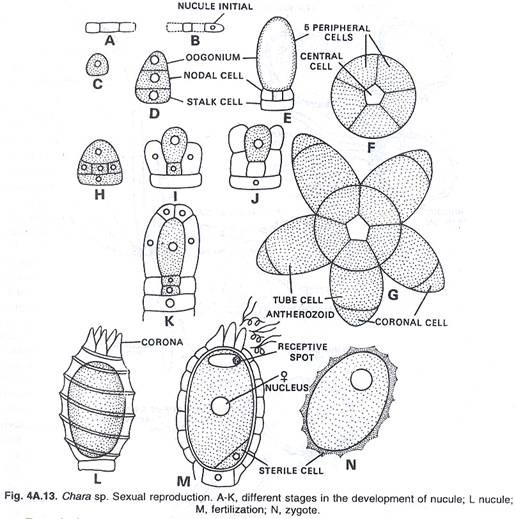 NUCULE INITIAL
A
B
5 PERIPHERAL
CELLS
OOGONIUM
NODAL CELL
STALK CELL
CENTRAL
CELL
C
D
E
F
H
I
J
G
TUBE CELL
ANTHEROZOID
CORONAL CELL
K
CORONA
RECEPTIVE
SPOT
♀
NUCLEUS
STERILE CELL
L
M
N
Fig. 4A.13. Chara sp. Sexual reproduction. A-K, different stages in the development of nucule; L nucule;
M, fertilization; N, zygote.